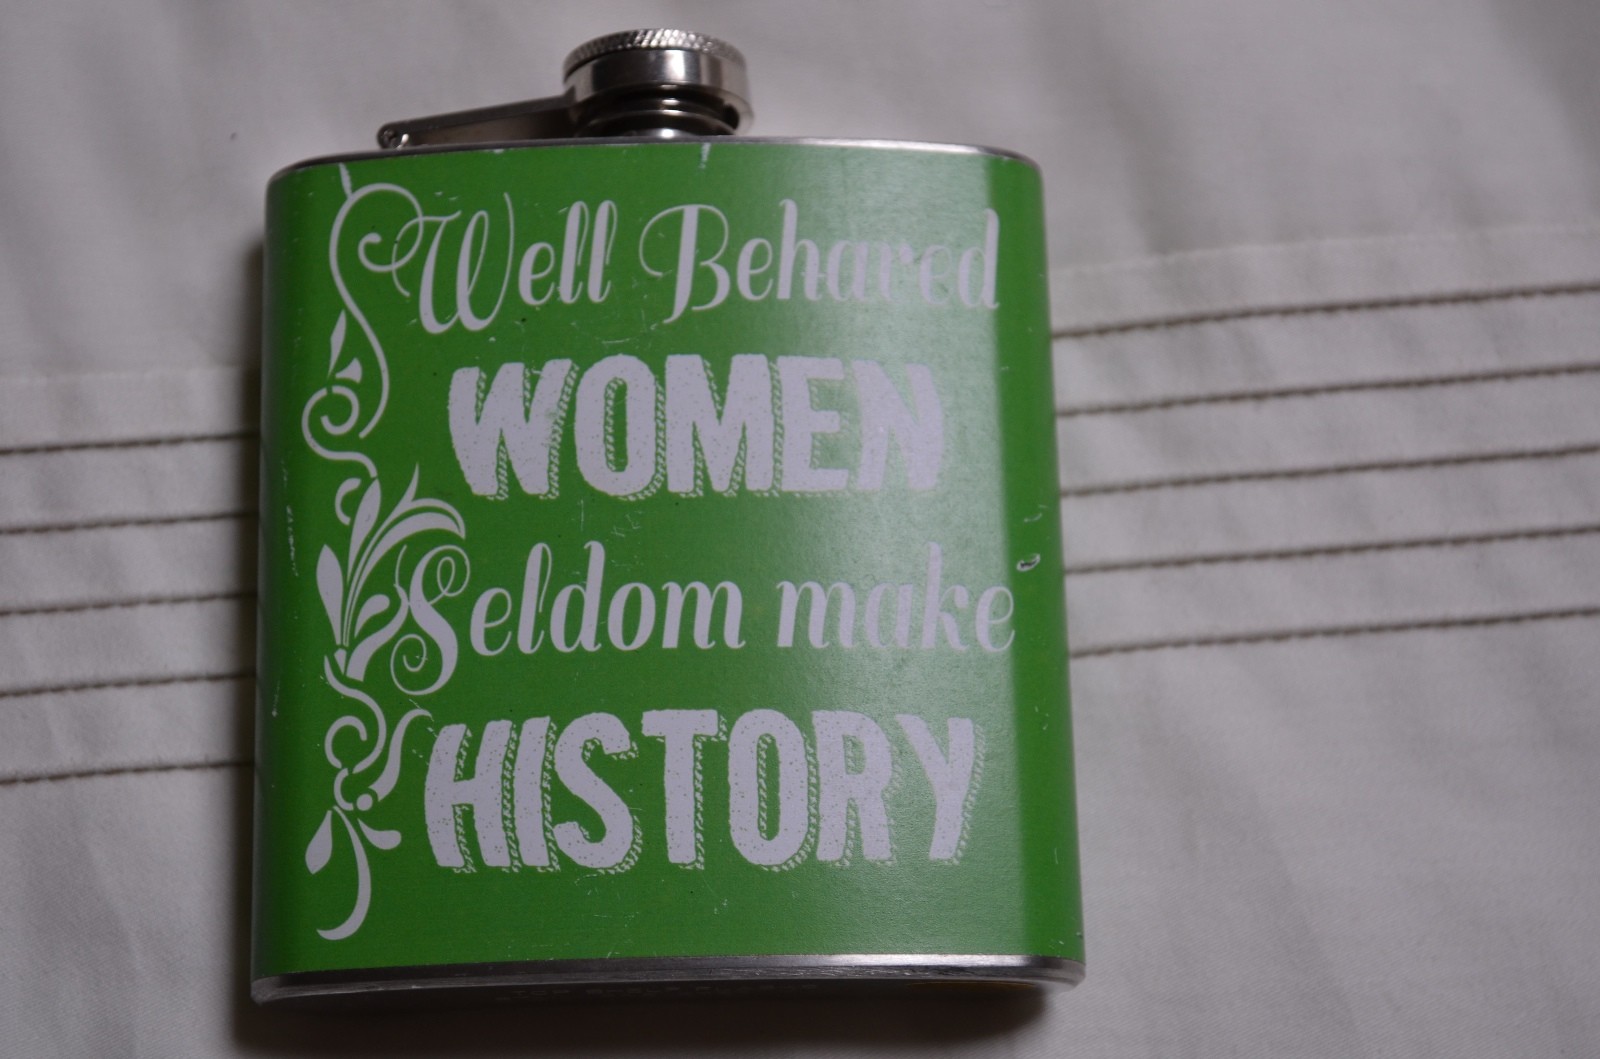 Well Behaved
WOMEN
Seldom make
HISTORY